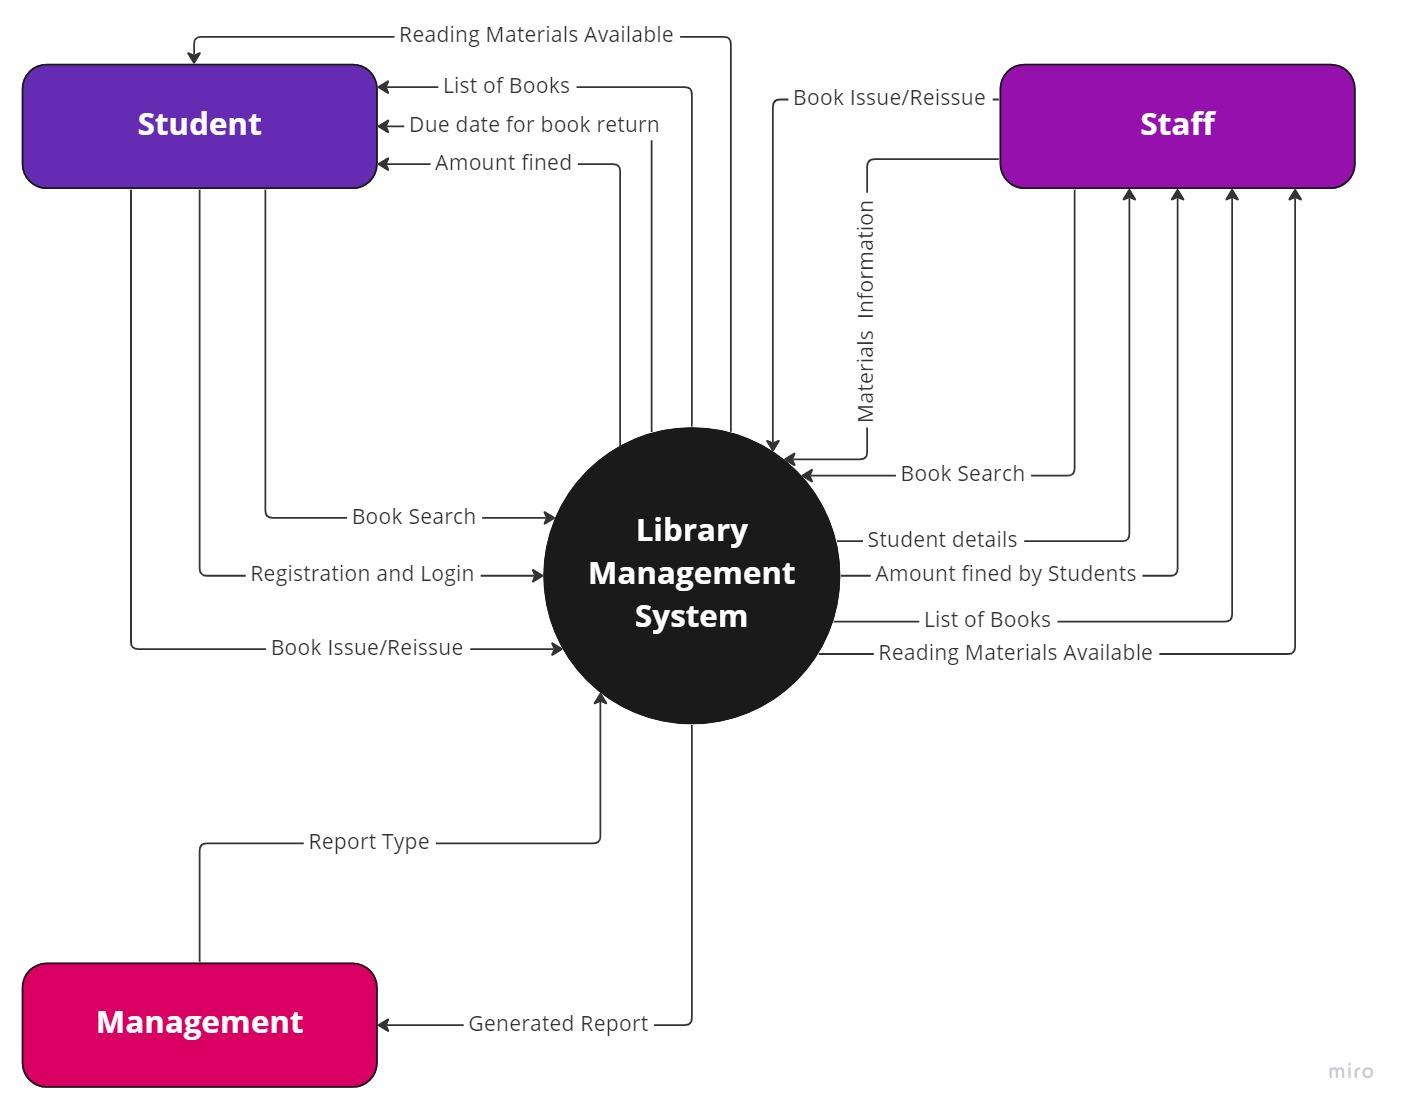 Reading Materials Available
List of Books
Due date for book return
Amount fined
Student
Book Issue/Reissue
Staff
Materials Information
Book Search
Book Search
Library
Management
System
Student details
Registration and Login
Amount fined by Students
List of Books
Book Issue/Reissue
Reading Materials Available
Report Type
Management
Generated Report
miro